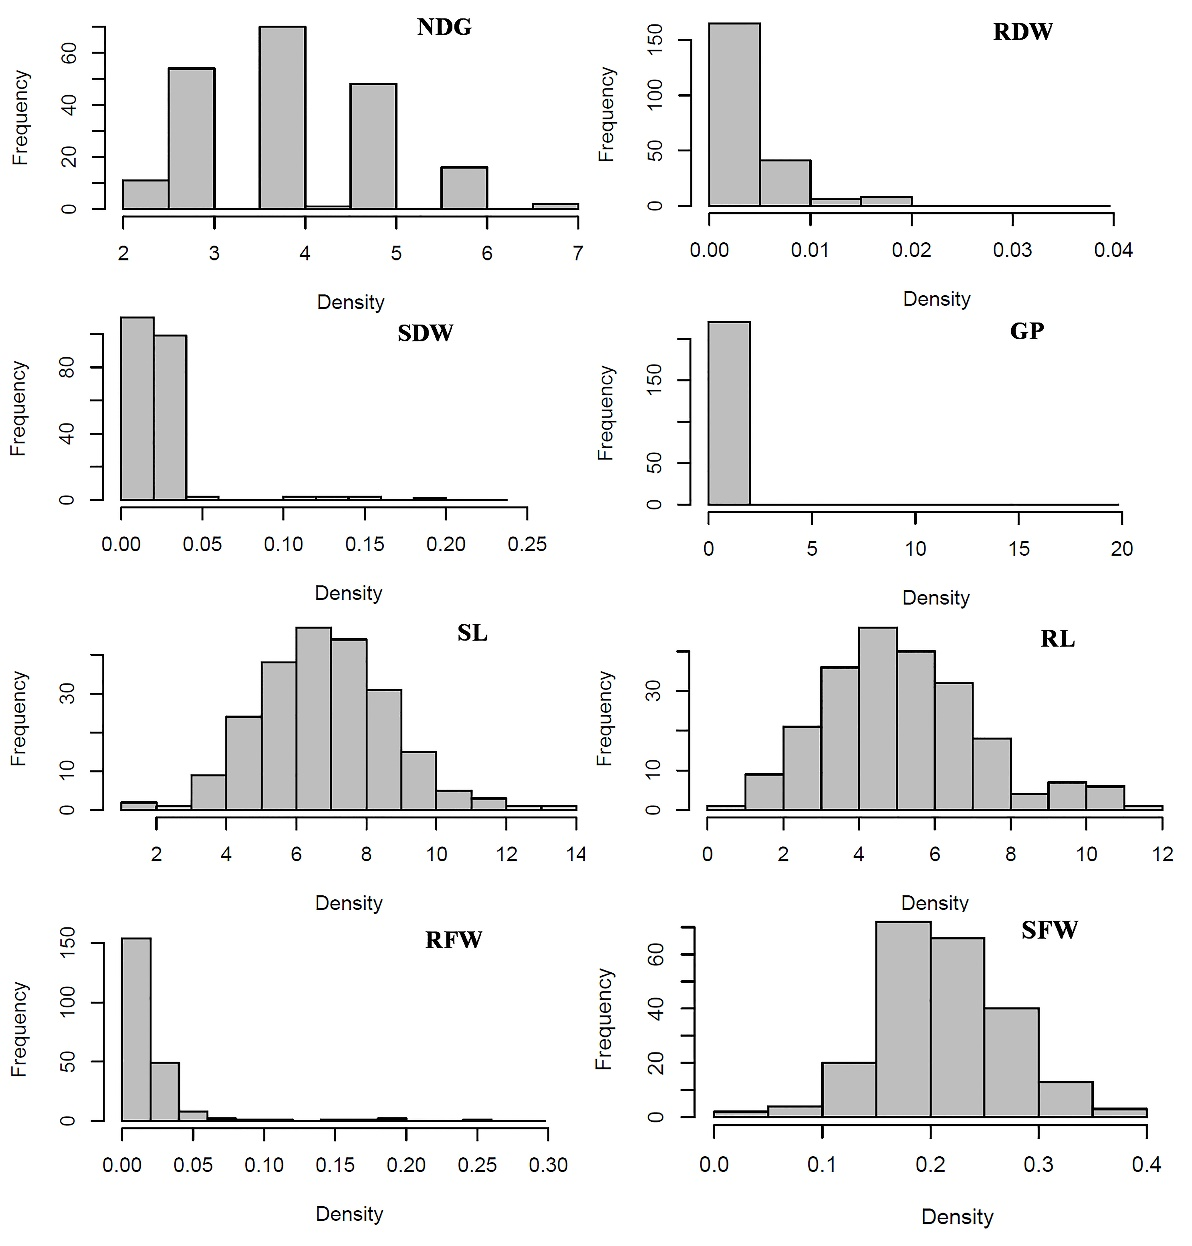 NDG
Frequency
0 20 40 60
2 3 4 5 6 7
Density
RDW
Frequency
0 50 100 150
0.00 0.01 0.02 0.03 0.04
Density
SDW
Frequency
0 40 80
0.00 0.05 0.10 0.15 0.20 0.25
Density
GP
Frequency
0 50 150
0 5 10 15 20
Density
SL
Frequency
0 10 30
2 4 6 8 10 12 14
Density
RL
Frequency
0 10 30
0 2 4 6 8 10 12
Density
RFW
Frequency
0 50 100 150
0.00 0.05 0.10 0.15 0.20 0.25 0.30
Density
SFW
Frequency
0 20 40 60
0.0 0.1 0.2 0.3 0.4
Density